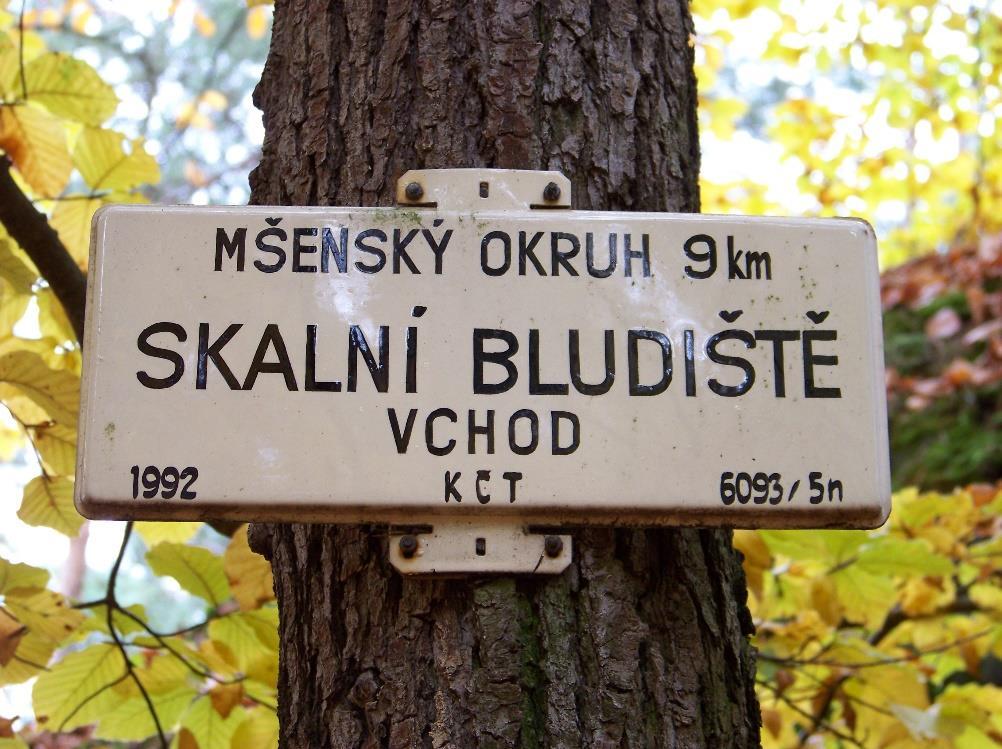 MŠENSKÝ OKRUH 9 km
SKALNÍ BLUDIŠTĚ
VCHOD
1992 KČT 6093/5n